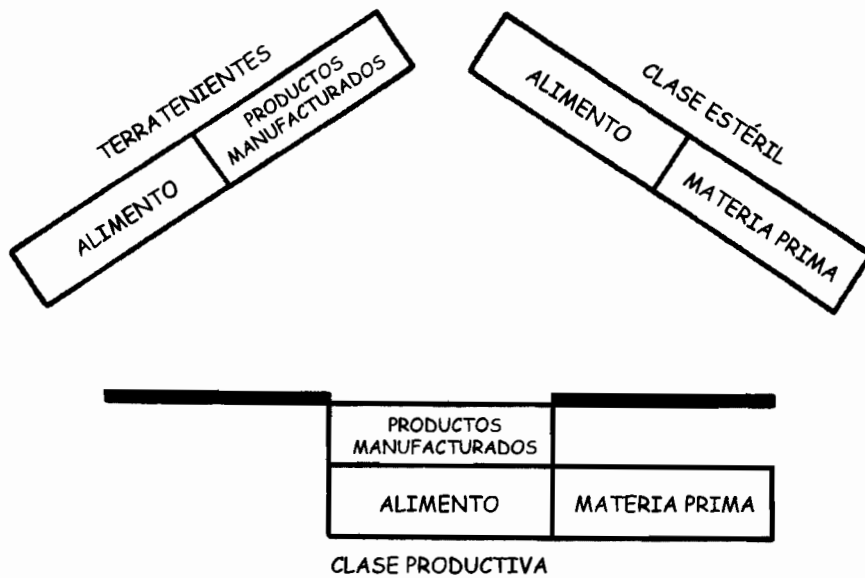 TERRATENIENTES
PRODUCTOS
MANUFACTURADOS
ALIMENTO
CLASE ESTÉRIL
ALIMENTO
MATERIA PRIMA
PRODUCTOS
MANUFACTURADOS
ALIMENTO
MATERIA PRIMA
CLASE PRODUCTIVA